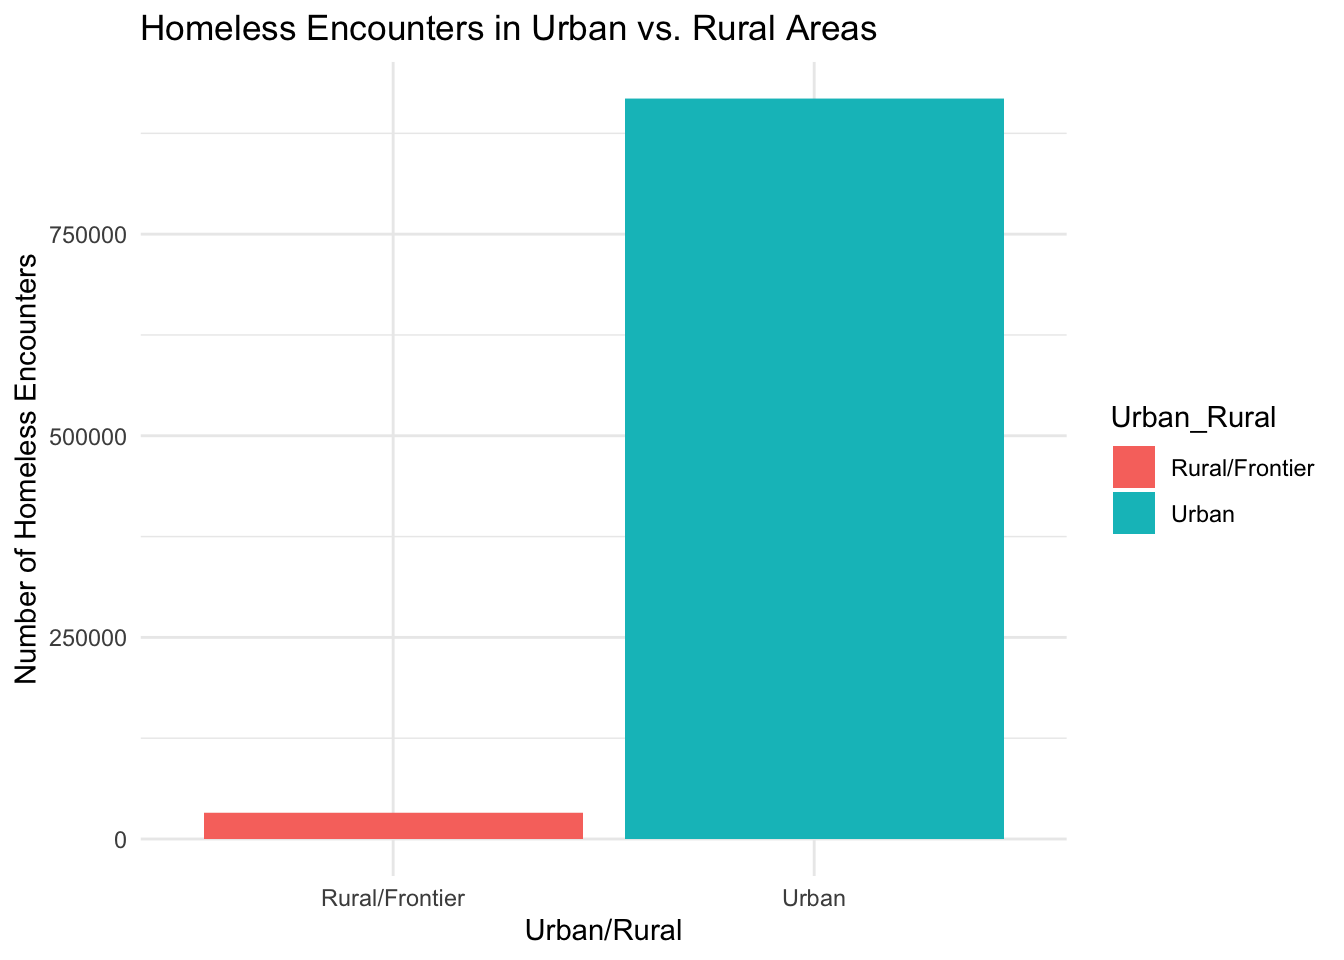 Homeless Encounters in Urban vs. Rural Areas
Number of Homeless Encounters
750000
500000
250000
0
Rural/Frontier
Urban
Urban/Rural
Urban_Rural
Rural/Frontier
Urban